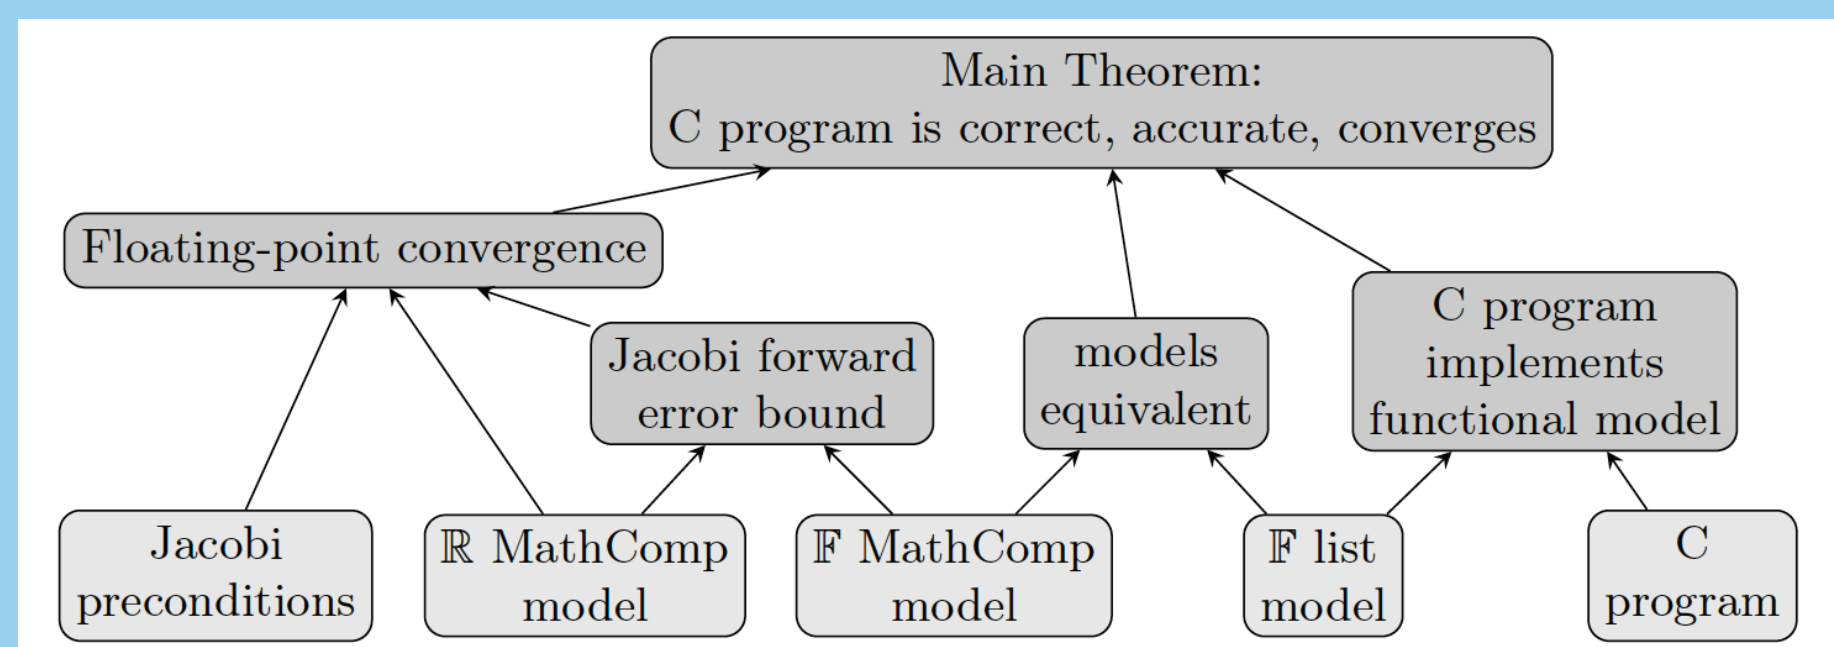 Main Theorem:
C program is correct, accurate, converges
Floating-point convergence
Jacobi forward
error bound
models
equivalent
C program
implements
functional model
Jacobi
preconditions
ℝ MathComp
model
𝔽 MathComp
model
𝔽 list
model
C
program